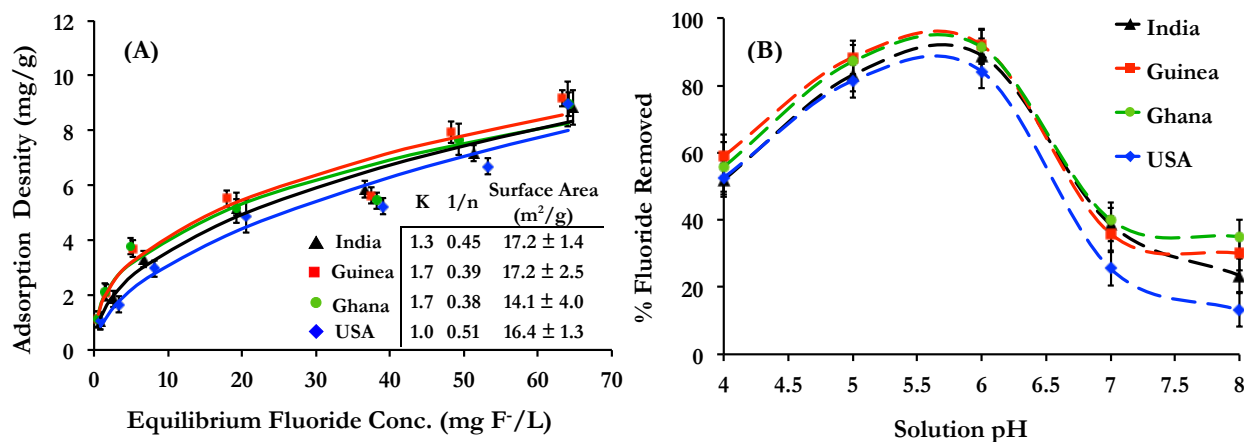 (A)
Adsorption Desnity (mg/g)
12
10
8
6
4
2
0
0 10 20 30 40 50 60 70
Equilibrium Fluoride Conc. (mg F-/L)
K 1/n Surface Area
(m²/g)
India 1.3 0.45 17.2 ± 1.4
Guinea 1.7 0.39 17.2 ± 2.5
Ghana 1.7 0.38 14.1 ± 4.0
USA 1.0 0.51 16.4 ± 1.3
(B)
% Fluoride Removed
100
80
60
40
20
0
4 4.5 5 5.5 6 6.5 7 7.5 8
Solution pH
India
Guinea
Ghana
USA